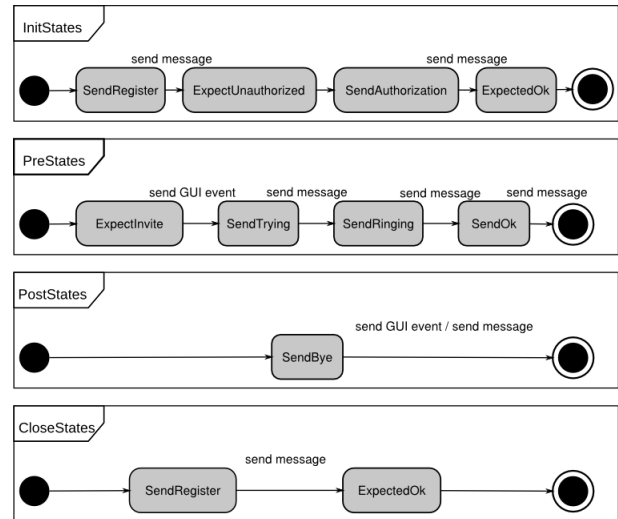 InitStates
send message
send message
SendRegister
ExpectUnauthorized
SendAuthorization
ExpectedOk
PreStates
send GUI event
send message
send message
send message
ExpectInvite
SendTrying
SendRinging
SendOk
PostStates
send GUI event / send message
SendBye
CloseStates
send message
SendRegister
ExpectedOk